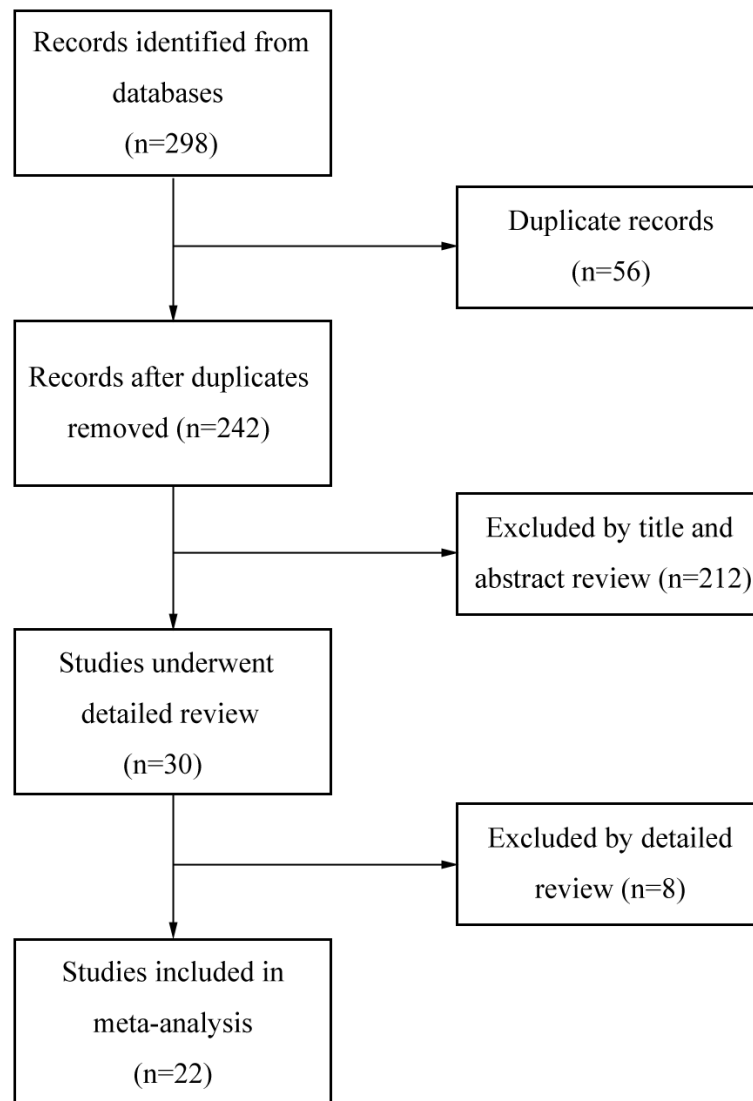 Records identified from
databases
(n=298)
Duplicate records
(n=56)
Records after duplicates
removed (n=242)
Excluded by title and
abstract review (n=212)
Studies underwent
detailed review
(n=30)
Excluded by detailed
review (n=8)
Studies included in
meta-analysis
(n=22)